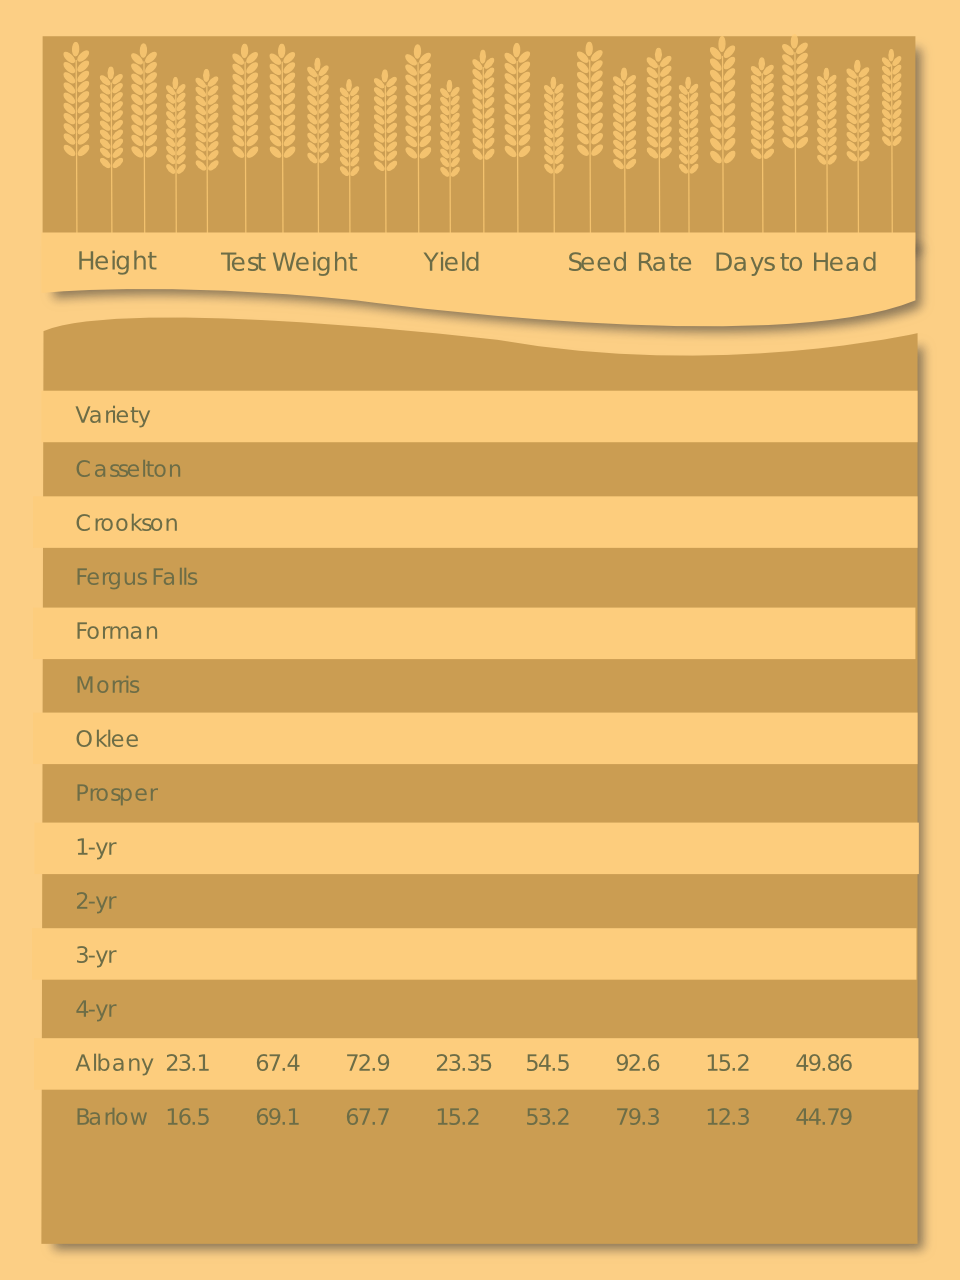 Height Test Weight Yield Seed Rate Days to Head
Variety
Casselton
Crookson
Fergus Falls
Forman
Morris
Oklee
Prosper
1-yr
2-yr
3-yr
4-yr
Albany 23.1 67.4 72.9 23.35 54.5 92.6 15.2 49.86
Barlow 16.5 69.1 67.7 15.2 53.2 79.3 12.3 44.79